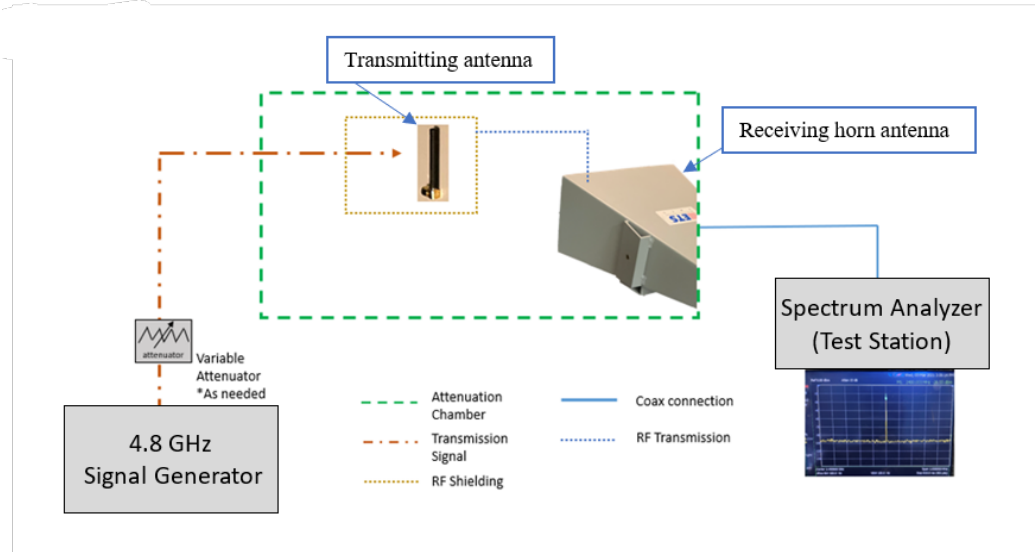 Transmitting antenna
Receiving horn antenna
ETS
attenuator
Variable
Attenuator
*As needed
4.8 GHz
Signal Generator
Spectrum Analyzer
(Test Station)
Attenuation
Chamber
Transmission
Signal
RF Shielding
Coax connection
RF Transmission